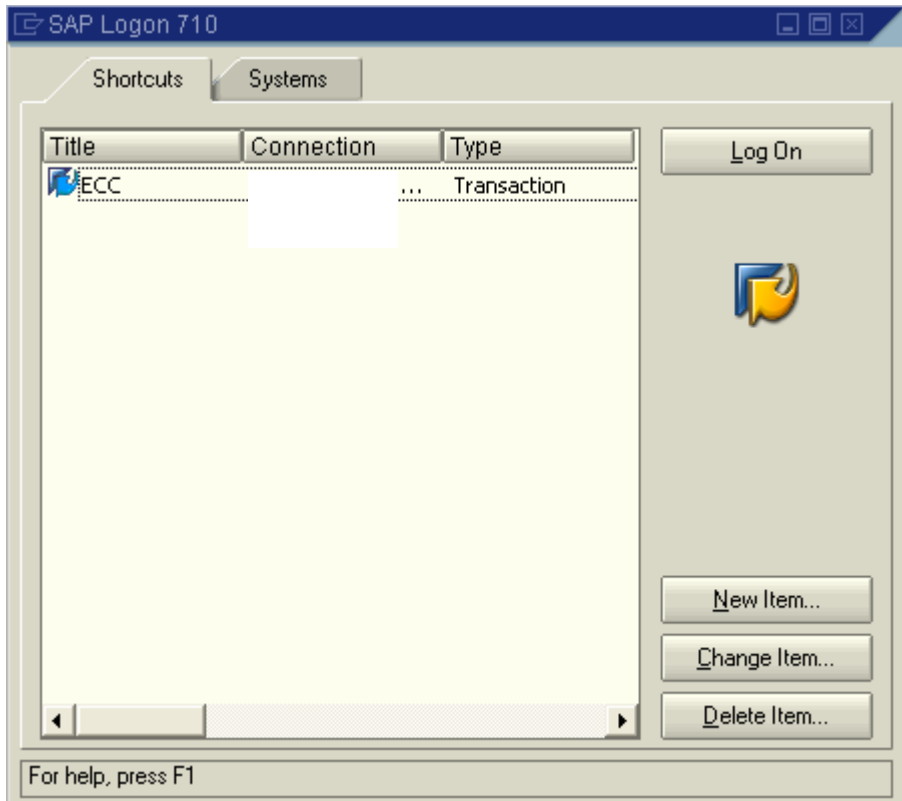 SAP Logon 710
Shortcuts Systems
Title Connection Type
Log On
ECC ... Transaction
New Item...
Change Item...
Delete Item...
For help, press F1